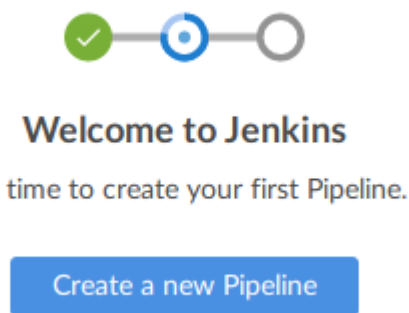 Welcome to Jenkins
time to create your first Pipeline.
Create a new Pipeline